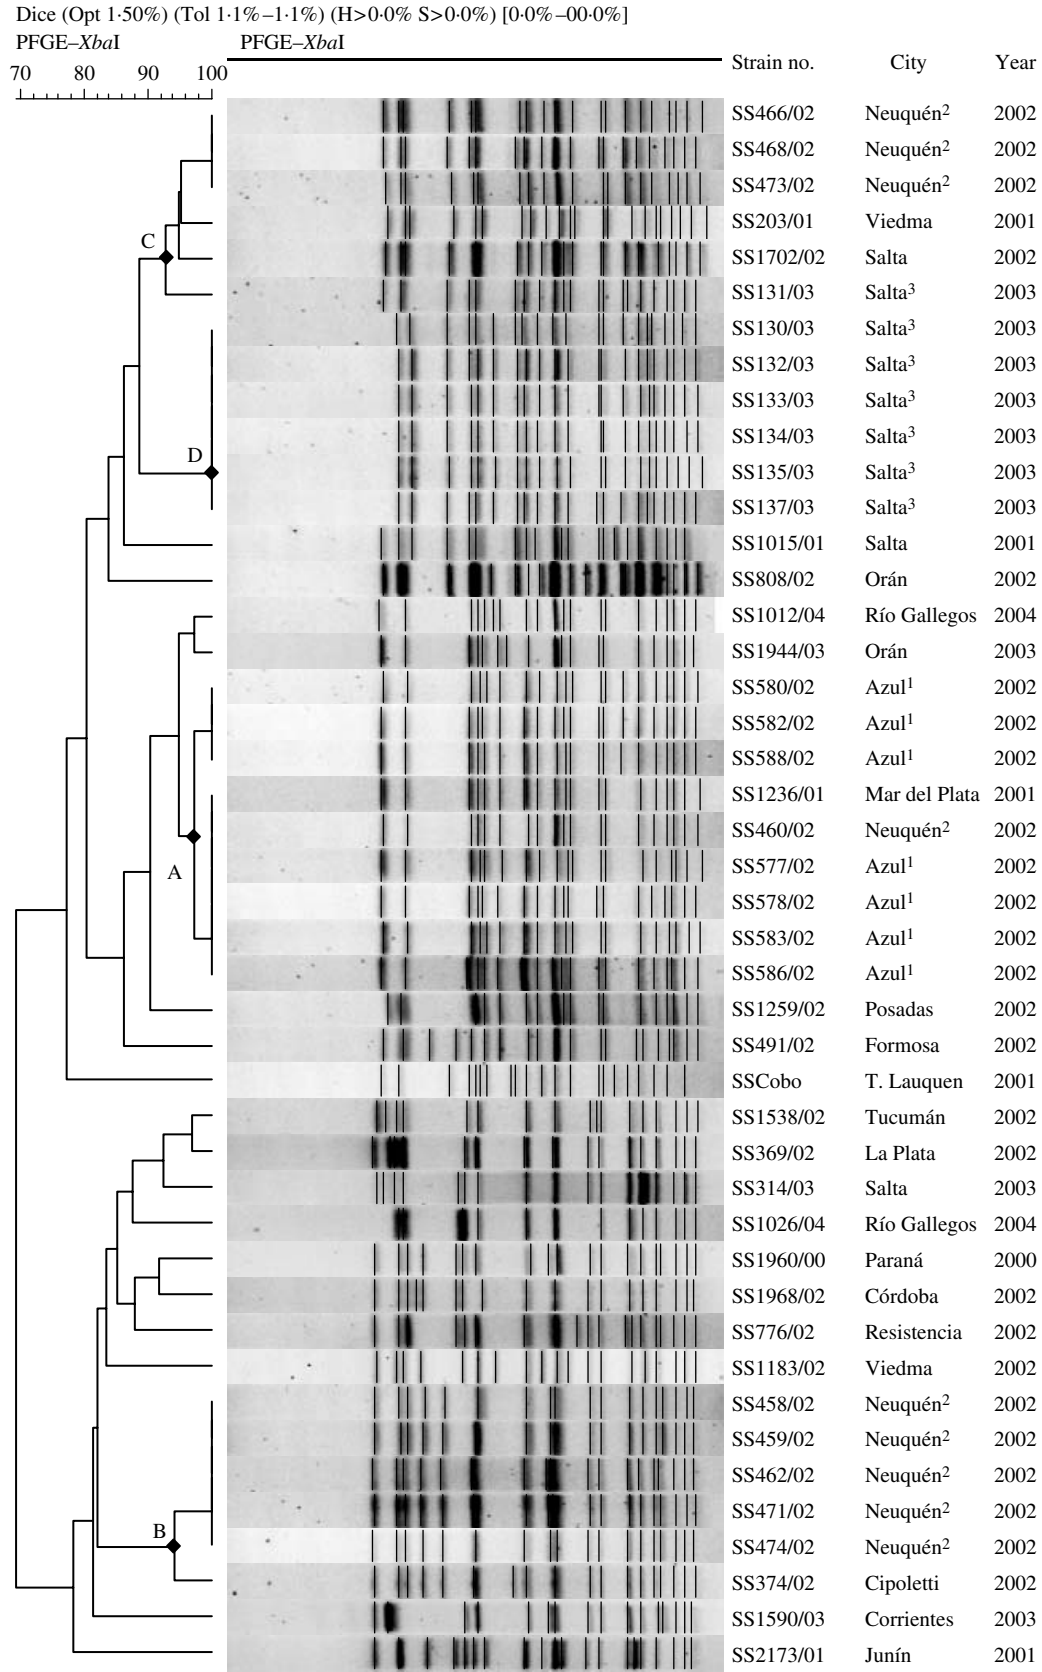 Dice (Opt 1·50%) (Tol 1·1%–1·1%) (H>0·0% S>0·0%) [0·0%–00·0%]
PFGE–XbaI PFGE–XbaI
70 80 90 100 Strain no. City Year
SS466/02 Neuquén2 2002
SS468/02 Neuquén2 2002
SS473/02 Neuquén2 2002
SS203/01 Viedma 2001
C SS1702/02 Salta 2002
SS131/03 Salta3 2003
SS130/03 Salta3 2003
SS132/03 Salta3 2003
SS133/03 Salta3 2003
SS134/03 Salta3 2003
D SS135/03 Salta3 2003
SS137/03 Salta3 2003
SS1015/01 Salta 2001
SS808/02 Orán 2002
SS1012/04 Río Gallegos 2004
SS1944/03 Orán 2003
SS580/02 Azul1 2002
SS582/02 Azul1 2002
SS588/02 Azul1 2002
SS1236/01 Mar del Plata 2001
SS460/02 Neuquén2 2002
A SS577/02 Azul1 2002
SS578/02 Azul1 2002
SS583/02 Azul1 2002
SS586/02 Azul1 2002
SS1259/02 Posadas 2002
SS491/02 Formosa 2002
SSCobo T. Lauquen 2001
SS1538/02 Tucumán 2002
SS369/02 La Plata 2002
SS314/03 Salta 2003
SS1026/04 Río Gallegos 2004
SS1960/00 Paraná 2000
SS1968/02 Córdoba 2002
SS776/02 Resistencia 2002
SS1183/02 Viedma 2002
SS458/02 Neuquén2 2002
SS459/02 Neuquén2 2002
SS462/02 Neuquén2 2002
SS471/02 Neuquén2 2002
B SS474/02 Neuquén2 2002
SS374/02 Cipoletti 2002
SS1590/03 Corrientes 2003
SS2173/01 Junín 2001